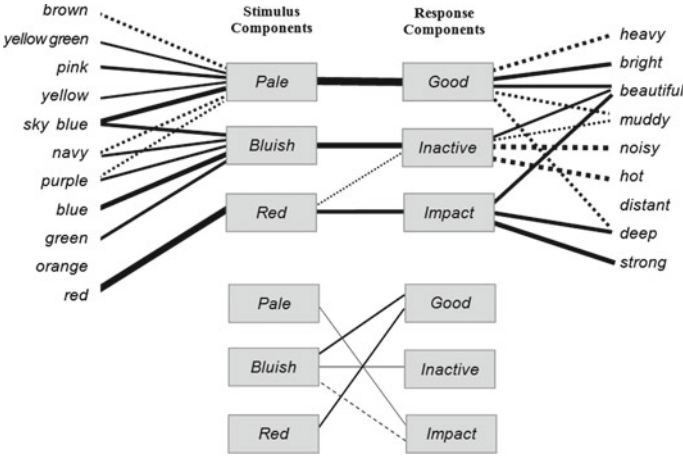 Stimulus
Components
Response
Components
brown
yellow green
pink
yellow
sky blue
navy
purple
blue
green
orange
red
Pale
Bluish
Red
Good
Inactive
Impact
heavy
bright
beautiful
muddy
noisy
hot
distant
deep
strong
Pale
Good
Bluish
Inactive
Red
Impact